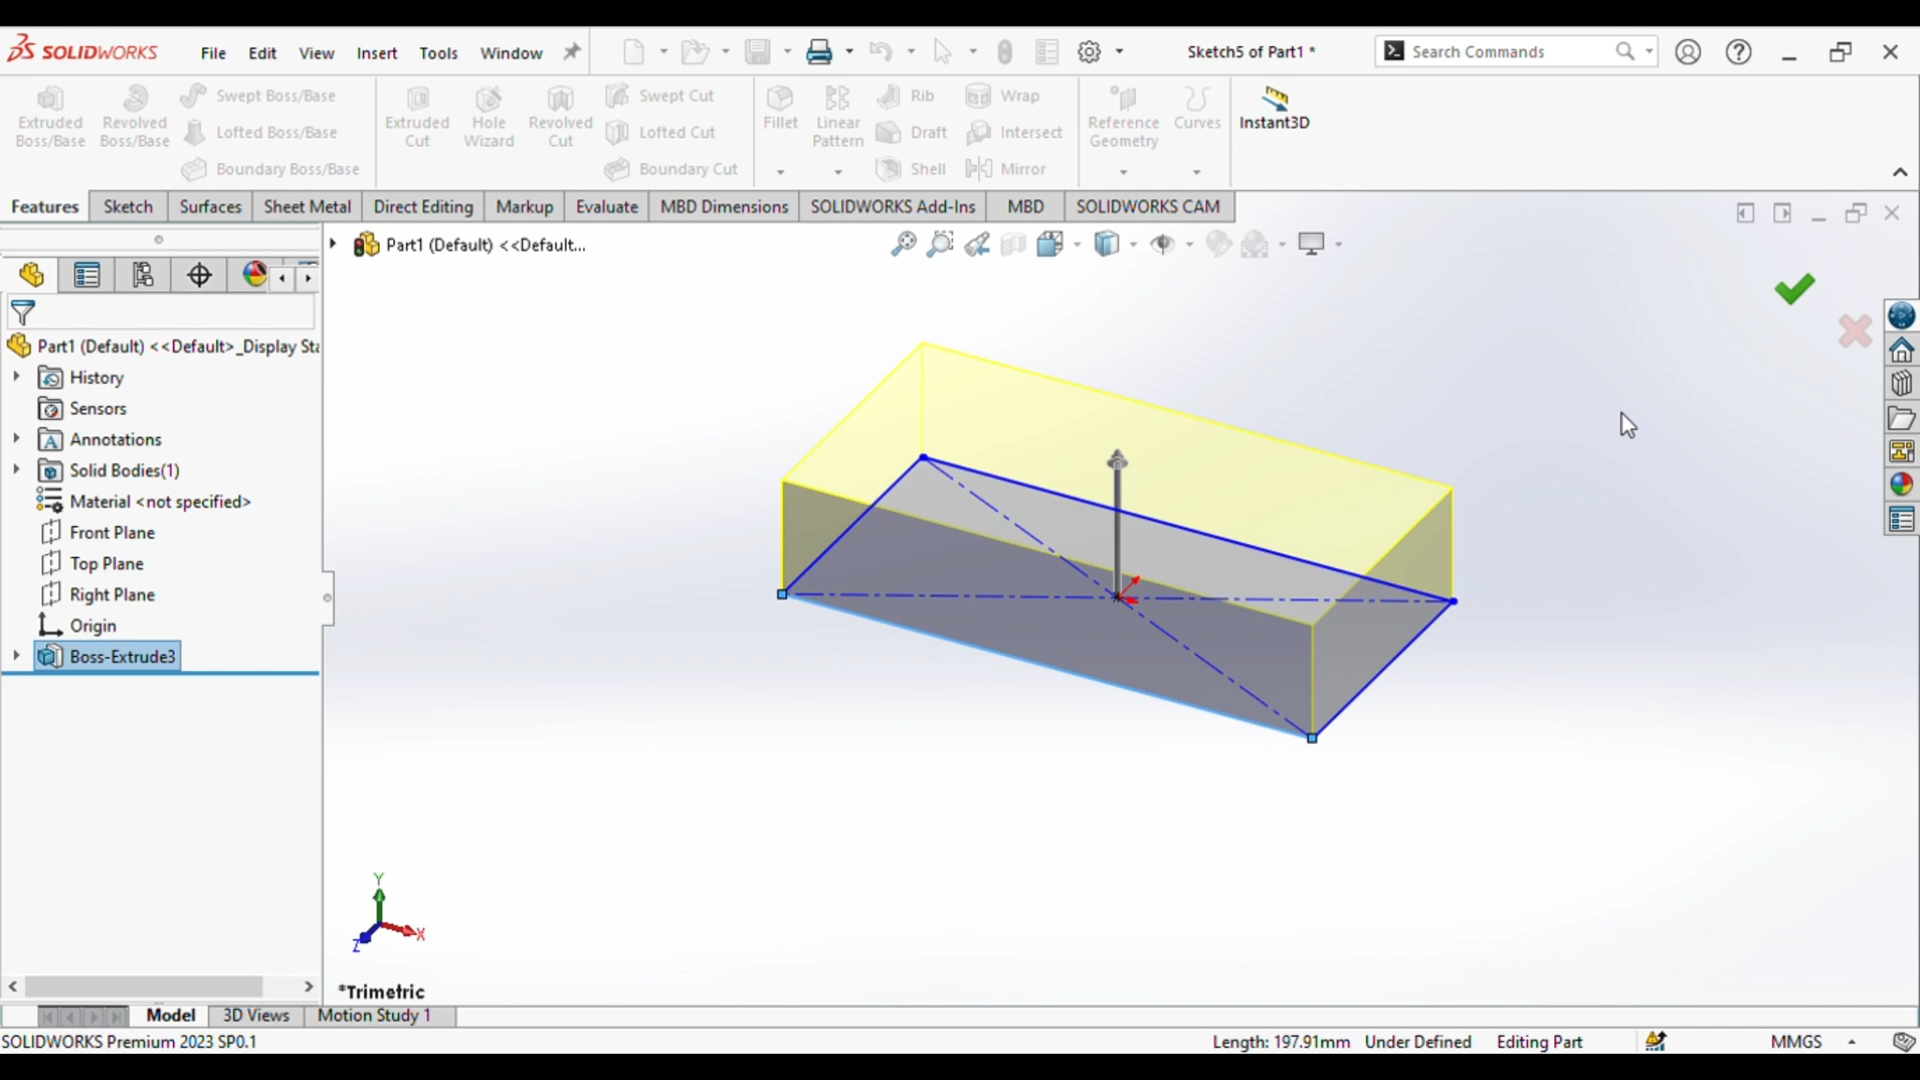 SOLIDWORKS File Edit View Insert Tools Window Sketch5 of Part1 * Search Commands
Extruded Boss/Base
Revolved Boss/Base
Swept Boss/Base
Lofted Boss/Base
Boundary Boss/Base
Extruded Cut
Hole Wizard
Revolved Cut
Swept Cut
Lofted Cut
Boundary Cut
Fillet
Linear Pattern
Rib
Draft
Shell
Wrap
Intersect
Mirror
Reference Geometry
Curves
Instant3D
Features Sketch Surfaces Sheet Metal Direct Editing Markup Evaluate MBD Dimensions SOLIDWORKS Add-Ins MBD SOLIDWORKS CAM
Part1 (Default) <<Default...
Part1 (Default) <<Default>_Display Sta
History
Sensors
Annotations
Solid Bodies(1)
Material <not specified>
Front Plane
Top Plane
Right Plane
Origin
Boss-Extrude3
Y
X
Z
*Trimetric
Model 3D Views Motion Study 1
SOLIDWORKS Premium 2023 SP0.1 Length: 197.91mm Under Defined Editing Part MMGS